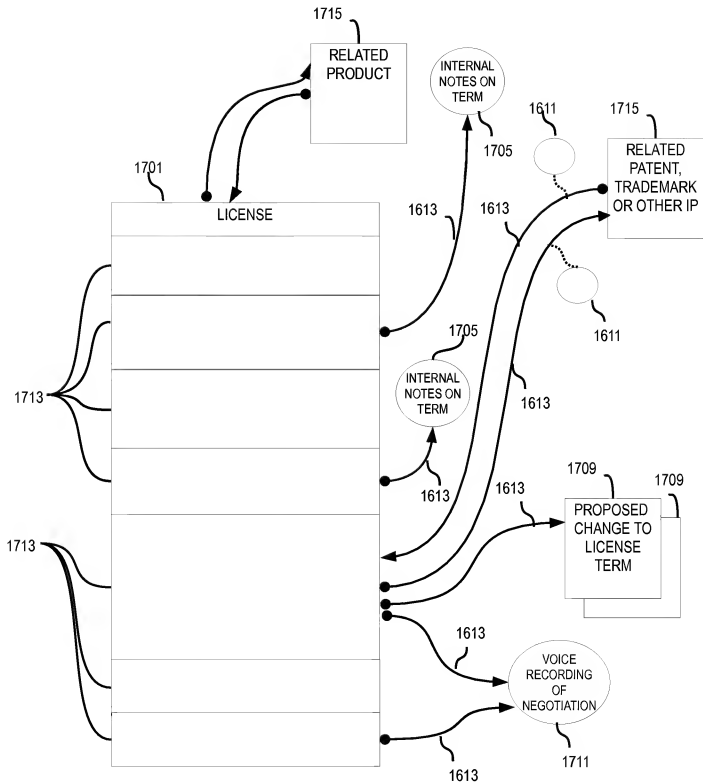 1715
RELATED
PRODUCT
INTERNAL
NOTES ON
TERM
1705
1611
1715
RELATED
PATENT,
TRADEMARK
OR OTHER IP
1701
LICENSE
1613
1613
1611
1705
INTERNAL
NOTES ON
TERM
1613
1713
1613
1613
1709
1709
PROPOSED
CHANGE TO
LICENSE
TERM
1713
1613
VOICE
RECORDING
OF
NEGOTIATION
1711
1613